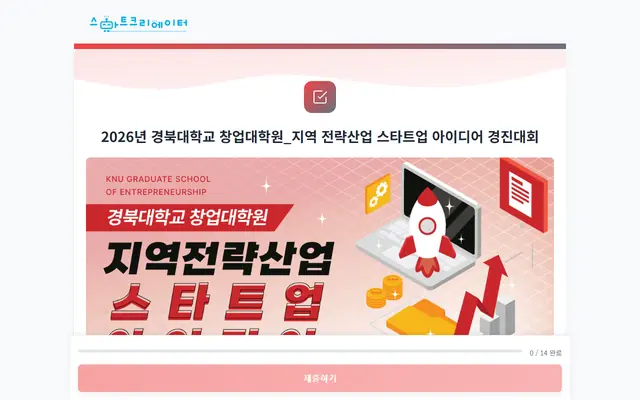 스마트크리에이터
2026년 경북대학교 창업대학원_지역 전략산업 스타트업 아이디어 경진대회
KNU GRADUATE SCHOOL
OF ENTREPRENEURSHIP
경북대학교 창업대학원
지역전략산업
스타트업
0 / 14 완료
제출하기